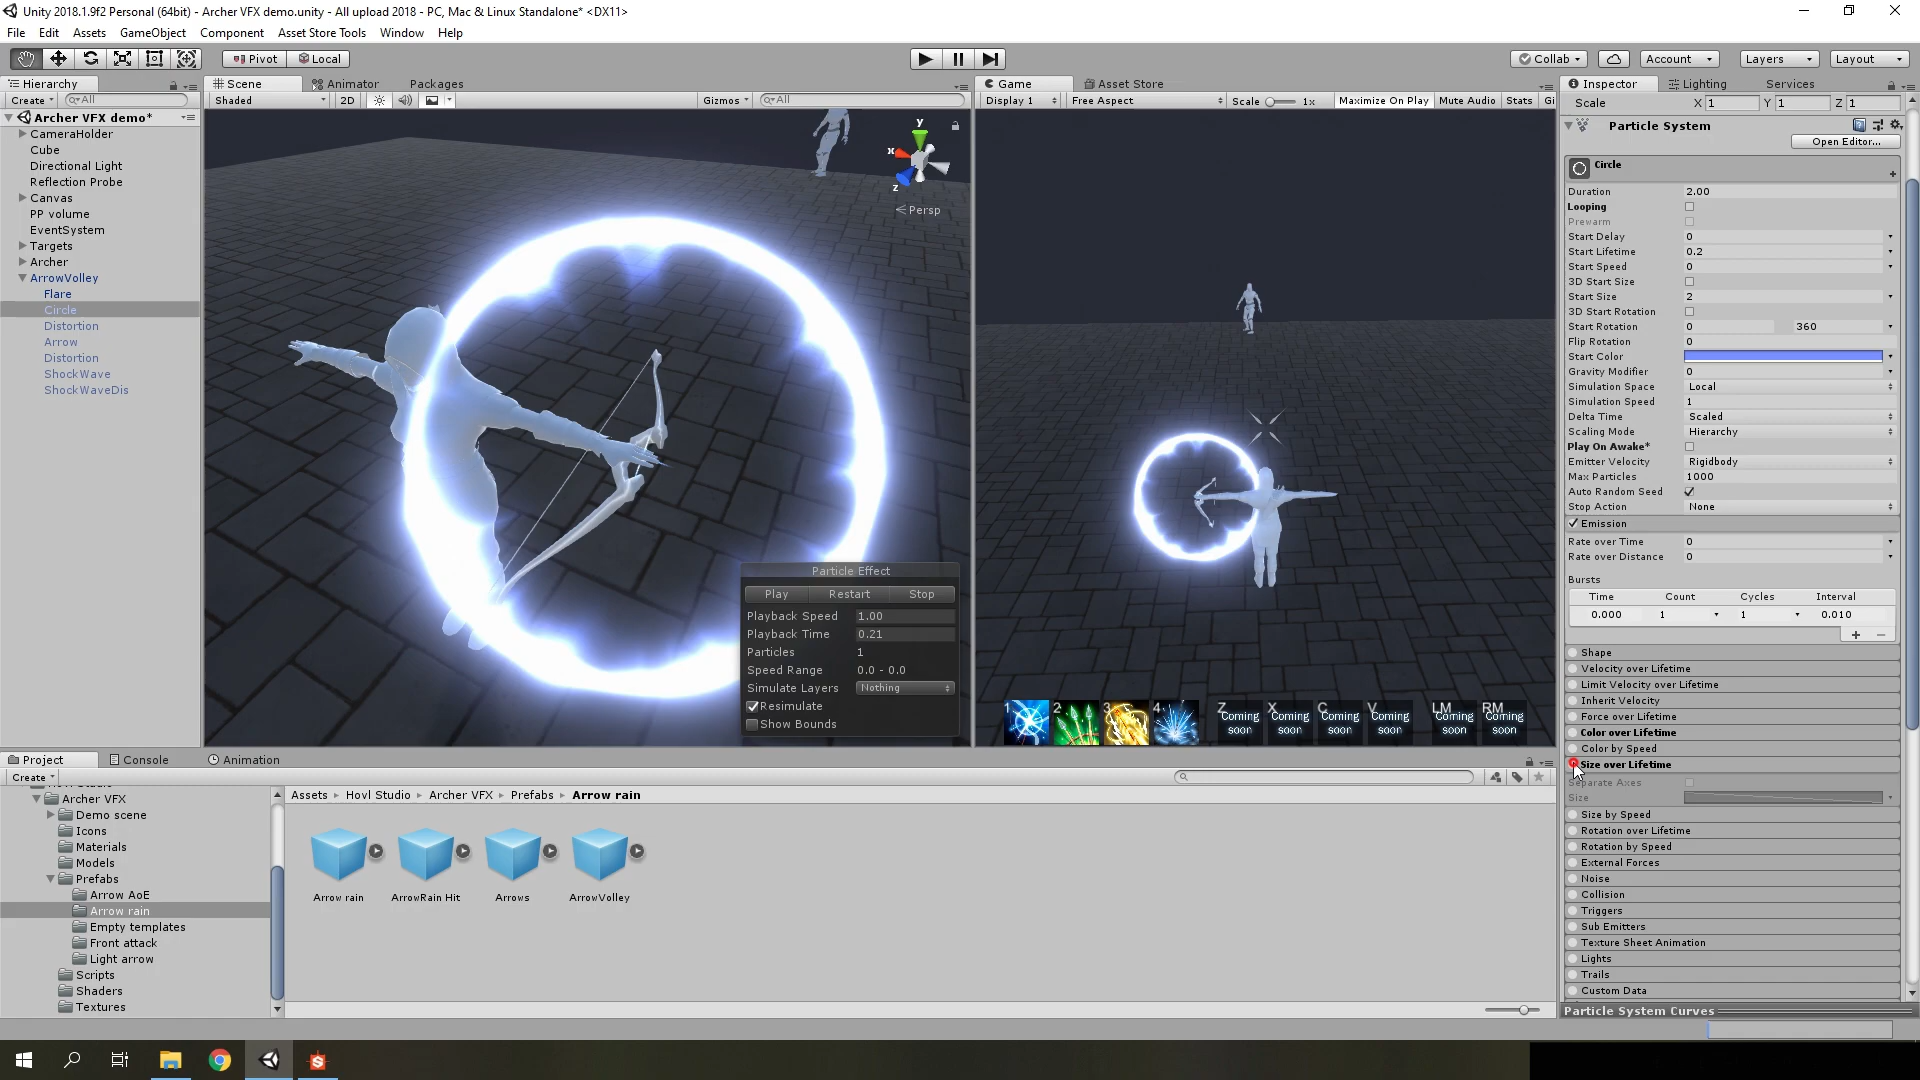 Unity 2018.1.9f2 Personal (64bit) - Archer VFX demo.unity - All upload 2018 - PC, Mac & Linux Standalone* <DX11>
File Edit Assets GameObject Component Asset Store Tools Window Help
Pivot Local Collab Account Layers Layout
Hierarchy
Create All
Archer VFX demo*
CameraHolder
Cube
Directional Light
Reflection Probe
Canvas
PP volume
EventSystem
Targets
Archer
ArrowVolley
Flare
Circle
Distortion
Arrow
Distortion
ShockWave
ShockWaveDis
Scene Animator Packages
Shaded 2D Gizmos All
y
x
z
Persp
Particle Effect
Play Restart Stop
Playback Speed 1.00
Playback Time 0.21
Particles 1
Speed Range 0.0 - 0.0
Simulate Layers Nothing
Resimulate
Show Bounds
Game Asset Store
Display 1 Free Aspect Scale 1x Maximize On Play Mute Audio Stats Gi
1 2 3 4 Z X C V LM RM
Coming soon
Coming soon
Coming soon
Coming soon
Coming soon
Coming soon
Inspector Lighting Services
Scale X 1 Y 1 Z 1
Particle System
Open Editor...
Circle
Duration 2.00
Looping
Prewarm
Start Delay 0
Start Lifetime 0.2
Start Speed 0
3D Start Size
Start Size 2
3D Start Rotation
Start Rotation 0 360
Flip Rotation 0
Start Color
Gravity Modifier 0
Simulation Space Local
Simulation Speed 1
Delta Time Scaled
Scaling Mode Hierarchy
Play On Awake*
Emitter Velocity Rigidbody
Max Particles 1000
Auto Random Seed
Stop Action None
Emission
Rate over Time 0
Rate over Distance 0
Bursts
Time Count Cycles Interval
0.000 1 1 0.010
Shape
Velocity over Lifetime
Limit Velocity over Lifetime
Inherit Velocity
Force over Lifetime
Color over Lifetime
Color by Speed
Size over Lifetime
Separate Axes
Size
Size by Speed
Rotation over Lifetime
Rotation by Speed
External Forces
Noise
Collision
Triggers
Sub Emitters
Texture Sheet Animation
Lights
Trails
Custom Data
Particle System Curves
Project Console Animation
Create
Archer VFX
Demo scene
Icons
Materials
Models
Prefabs
Arrow AoE
Arrow rain
Empty templates
Front attack
Light arrow
Scripts
Shaders
Textures
Assets Hovl Studio Archer VFX Prefabs Arrow rain
Arrow rain ArrowRain Hit Arrows ArrowVolley